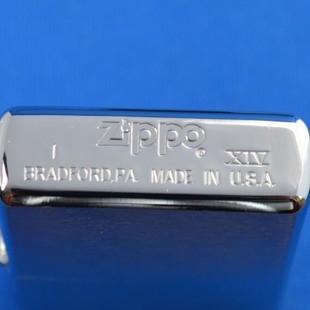 Zippo®
I XIV
BRADFORD,PA. MADE IN U.S.A.